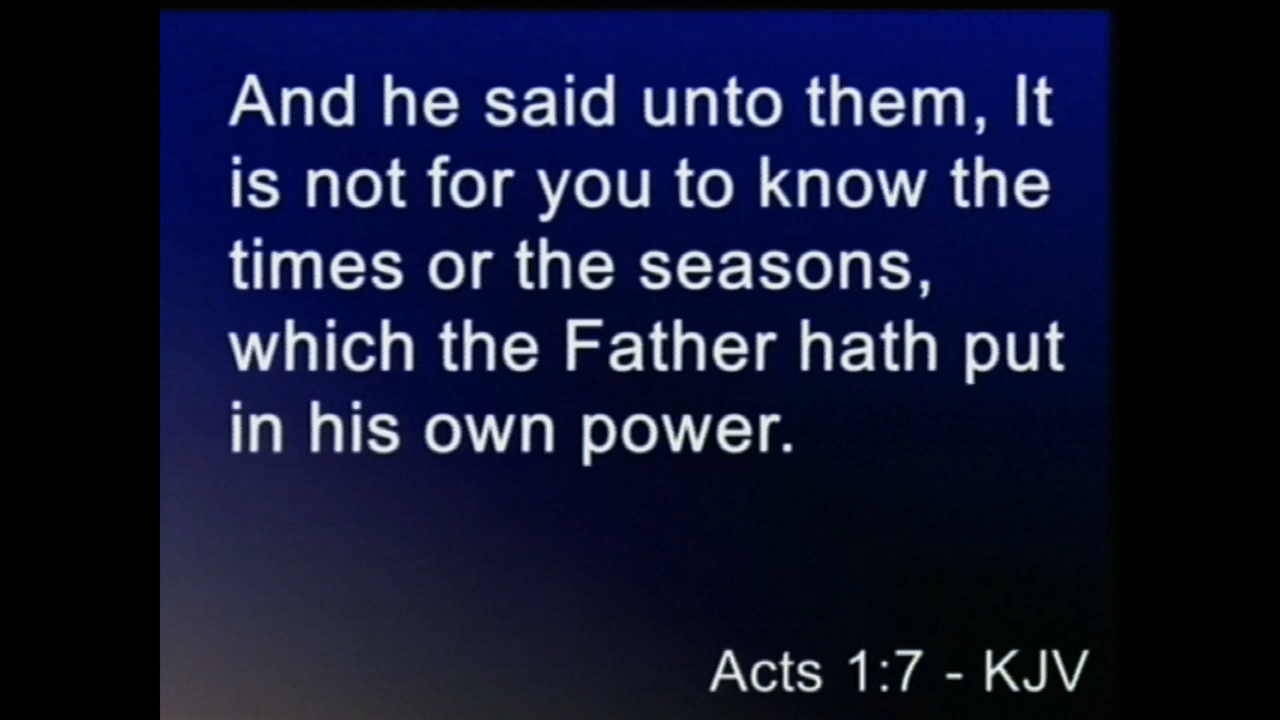 And he said unto them, It
is not for you to know the
times or the seasons,
which the Father hath put
in his own power.
Acts 1:7 - KJV